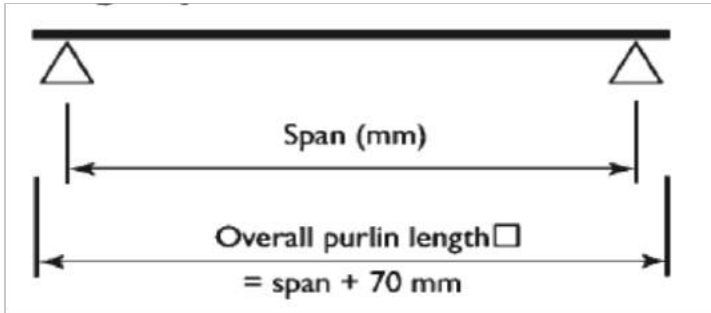 Span (mm)
Overall purlin length□
= span + 70 mm